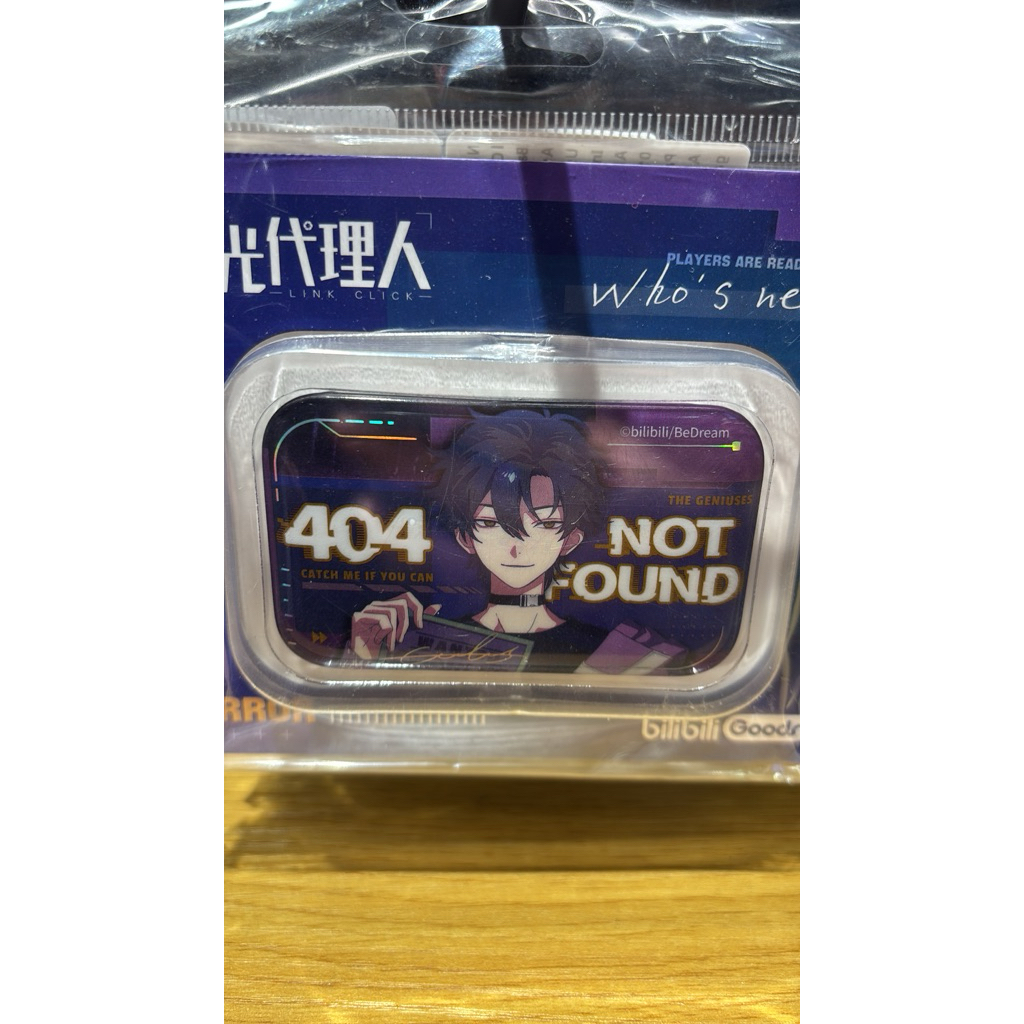 光代理人
LINK CLICK
PLAYERS ARE READ
Who's ne
©bilibili/BeDream
THE GENIUSES
404
NOT
FOUND
CATCH ME IF YOU CAN
RROR
bilibili Goods